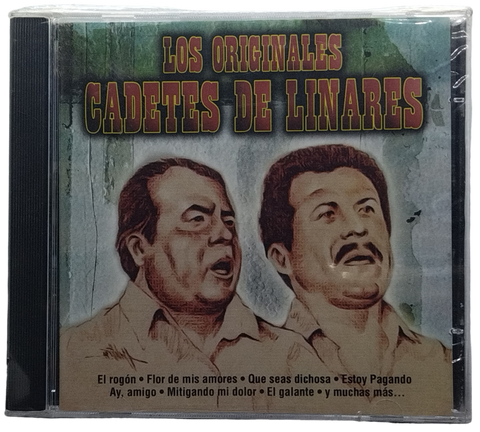 LOS ORIGINALES
CADETES DE LINARES
El rogón • Flor de mis amores • Que seas dichosa • Estoy Pagando
Ay, amigo • Mitigando mi dolor • El galante • y muchas más...